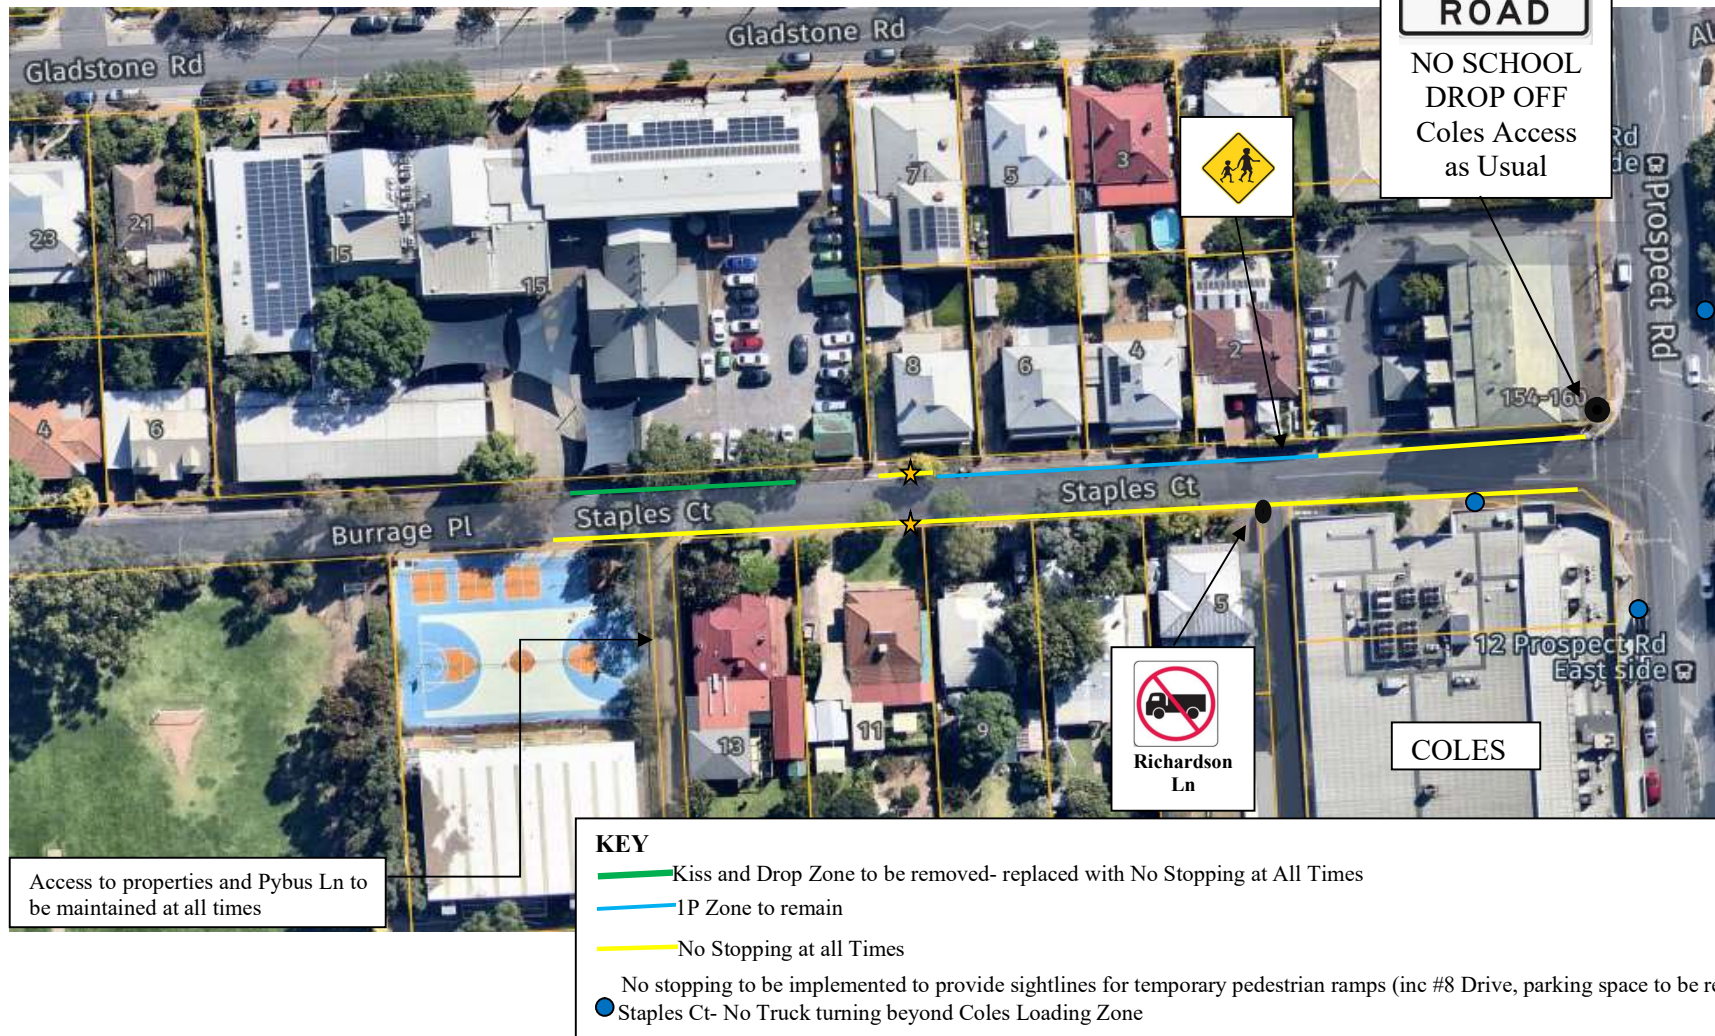 Gladstone Rd
Gladstone Rd
ROAD
NO SCHOOL
DROP OFF
Coles Access
as Usual
Rd
side
Prospect Rd
23
21
15
15
7
5
3
4
6
8
6
4
2
154-160
Staples Ct
Staples Ct
Burrage Pl
5
12 Prospect Rd
East side
13
11
9
7
Richardson
Ln
COLES
Access to properties and Pybus Ln to
be maintained at all times
KEY
Kiss and Drop Zone to be removed- replaced with No Stopping at All Times
1P Zone to remain
No Stopping at all Times
No stopping to be implemented to provide sightlines for temporary pedestrian ramps (inc #8 Drive, parking space to be re
Staples Ct- No Truck turning beyond Coles Loading Zone